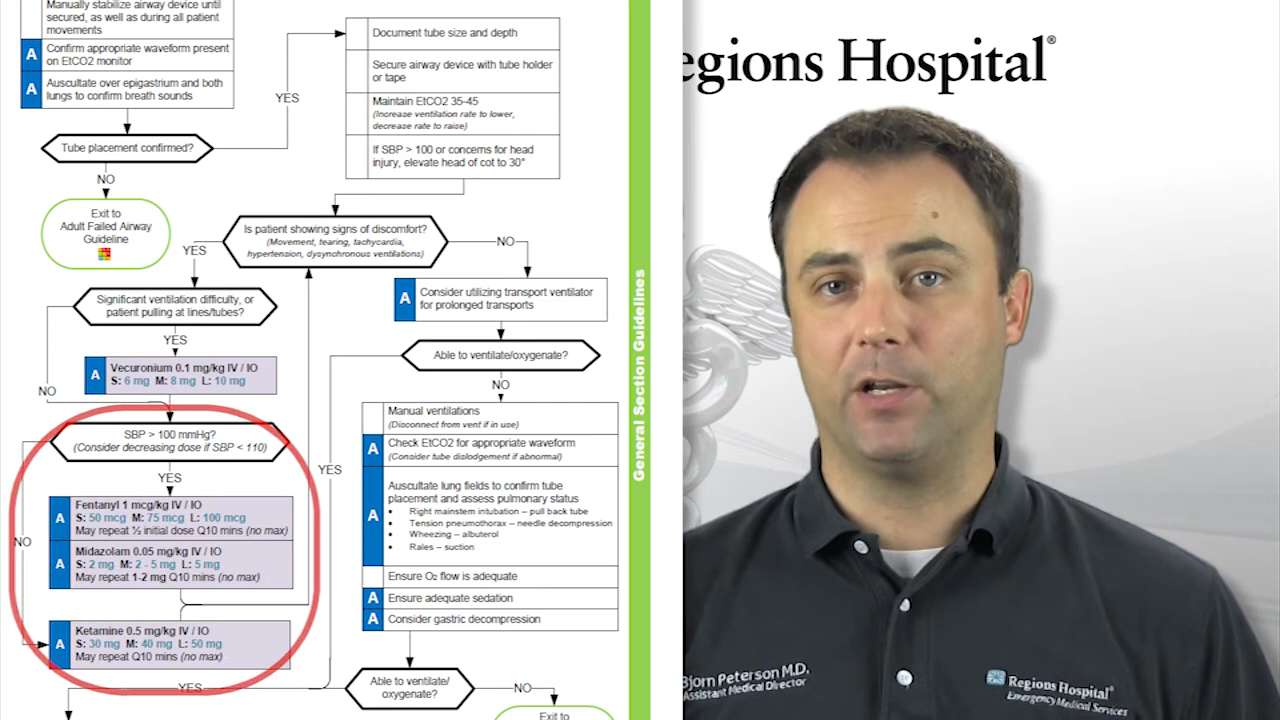 Manually stabilize airway device until
secured, as well as during all patient
movements
A
Confirm appropriate waveform present
on EtCO2 monitor
A
Auscultate over epigastrium and both
lungs to confirm breath sounds
Tube placement confirmed?
YES
NO
Exit to
Adult Failed Airway
Guideline
Document tube size and depth
Secure airway device with tube holder
or tape
Maintain EtCO2 35-45
(Increase ventilation rate to lower,
decrease rate to raise)
If SBP > 100 or concerns for head
injury, elevate head of cot to 30°
Is patient showing signs of discomfort?
(Movement, tearing, tachycardia,
hypertension, dysynchronous ventilations)
YES
NO
Significant ventilation difficulty, or
patient pulling at lines/tubes?
YES
NO
A
Vecuronium 0.1 mg/kg IV / IO
S: 6 mg M: 8 mg L: 10 mg
SBP > 100 mmHg?
(Consider decreasing dose if SBP < 110)
YES
NO
A
Fentanyl 1 mcg/kg IV / IO
S: 50 mcg M: 75 mcg L: 100 mcg
May repeat ½ initial dose Q10 mins (no max)
A
Midazolam 0.05 mg/kg IV / IO
S: 2 mg M: 2 - 5 mg L: 5 mg
May repeat 1-2 mg Q10 mins (no max)
A
Ketamine 0.5 mg/kg IV / IO
S: 30 mg M: 40 mg L: 50 mg
May repeat Q10 mins (no max)
A
Consider utilizing transport ventilator
for prolonged transports
Able to ventilate/oxygenate?
YES
NO
Manual ventilations
(Disconnect from vent if in use)
A
Check EtCO2 for appropriate waveform
(Consider tube dislodgement if abnormal)
A
Auscultate lung fields to confirm tube
placement and assess pulmonary status
• Right mainstem intubation – pull back tube
• Tension pneumothorax – needle decompression
• Wheezing – albuterol
• Rales – suction
Ensure O2 flow is adequate
A
Ensure adequate sedation
A
Consider gastric decompression
Able to ventilate/
oxygenate?
YES
NO
Exit to
General Section Guidelines
egions Hospital®
Bjorn Peterson M.D.
Assistant Medical Director
Regions Hospital®
Emergency Medical Services